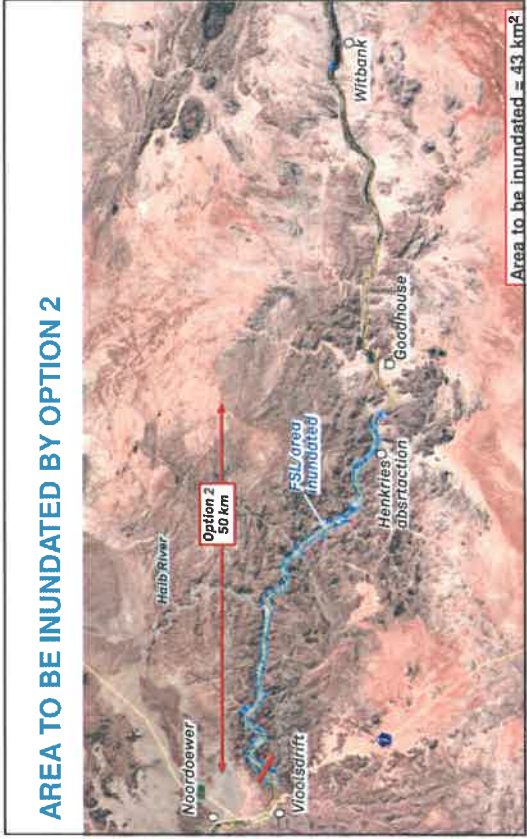 AREA TO BE INUNDATED BY OPTION 2
Noordoewer
Haib River
Option 2
50 km
Vioolsdrift
FSL/area
inundated
Henkries
absrtaction
Goodhouse
Witbank
Area to be inundated = 43 km²